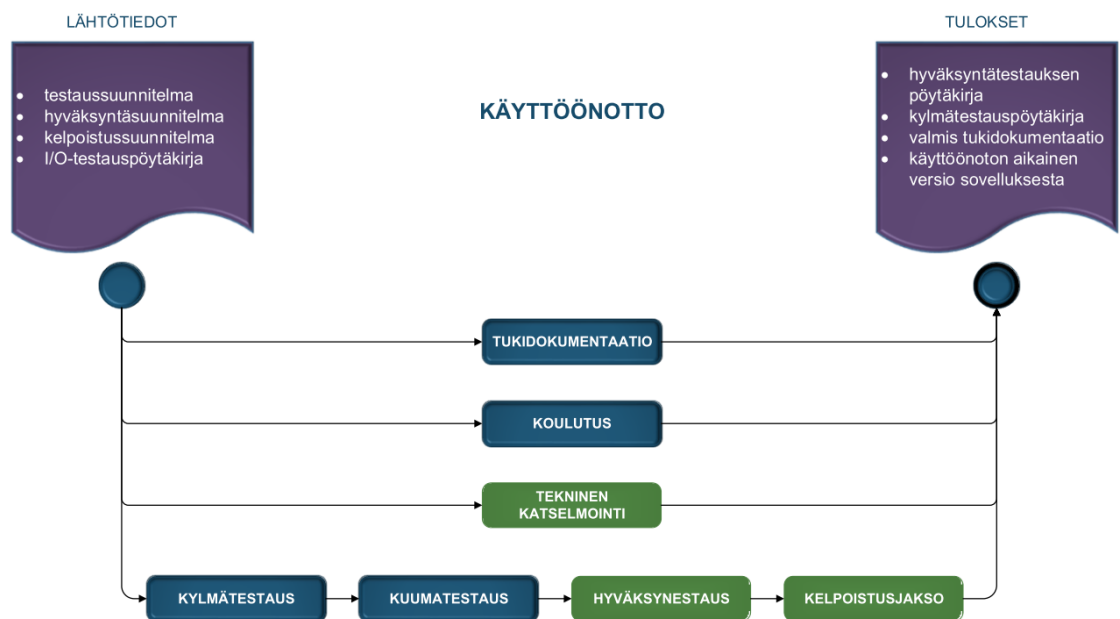 LÄHTÖTIEDOT
TULOKSET
• testaussuunnitelma
• hyväksyntäsuunnitelma
• kelpoistussuunnitelma
• I/O-testauspöytäkirja
KÄYTTÖÖNOTTO
• hyväksyntätestauksen
pöytäkirja
• kylmätestauspöytäkirja
• valmis tukidokumentaatio
• käyttöönoton aikainen
versio sovelluksesta
TUKIDOKUMENTAATIO
KOULUTUS
TEKNINEN
KATSELMOINTI
KYLMÄTESTAUS
KUUMATESTAUS
HYVÄKSYNESTAUS
KELPOISTUSJAKSO